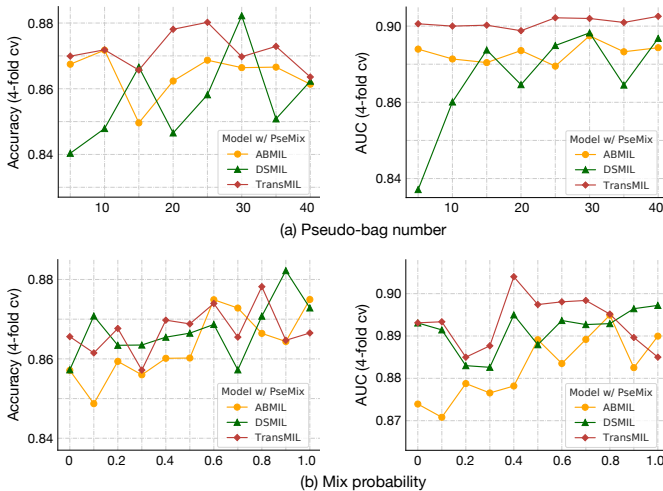 Accuracy (4-fold cv)
0.88
0.86
0.84
Model w/ PseMix
ABMIL
DSMIL
TransMIL
10
20
30
40
AUC (4-fold cv)
0.90
0.86
0.84
Model w/ PseMix
ABMIL
DSMIL
TransMIL
10
20
30
40
(a) Pseudo-bag number
Accuracy (4-fold cv)
0.88
0.86
0.84
Model w/ PseMix
ABMIL
DSMIL
TransMIL
0
0.2
0.4
0.6
0.8
1.0
AUC (4-fold cv)
0.90
0.89
0.88
0.87
Model w/ PseMix
ABMIL
DSMIL
TransMIL
0
0.2
0.4
0.6
0.8
1.0
(b) Mix probability